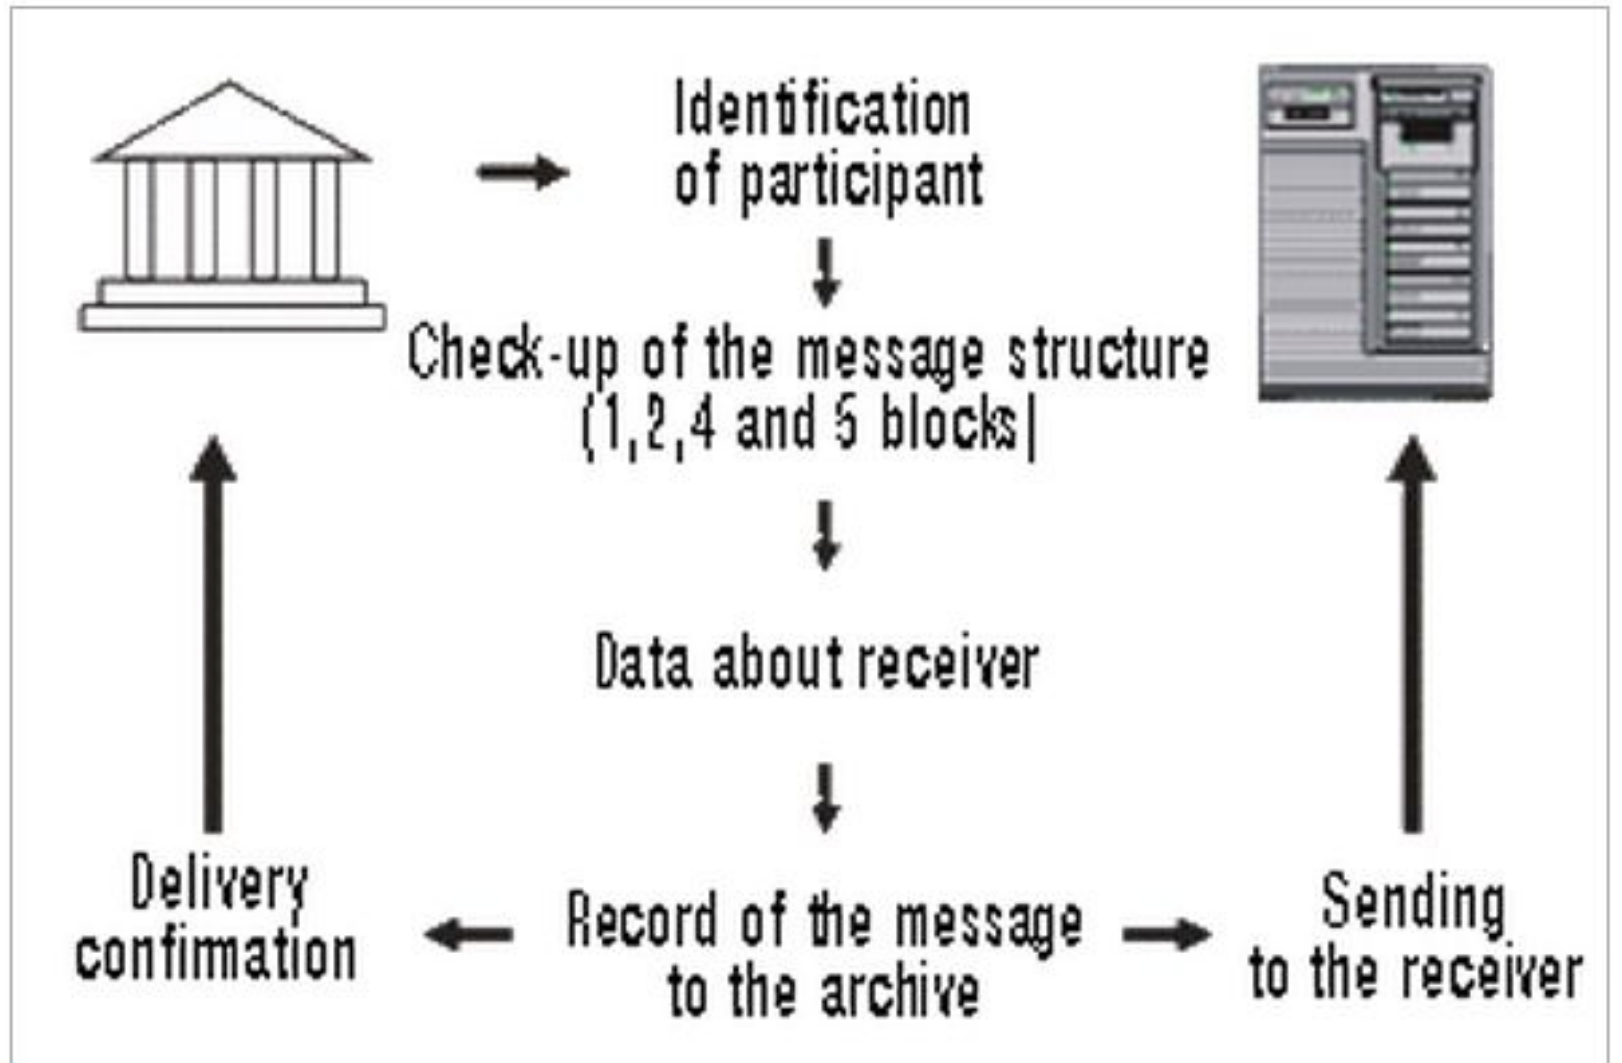 Identification
of participant
Check-up of the message structure
(1,2,4 and 5 blocks)
Data about receiver
Delivery
confirmation
Record of the message
to the archive
Sending
to the receiver